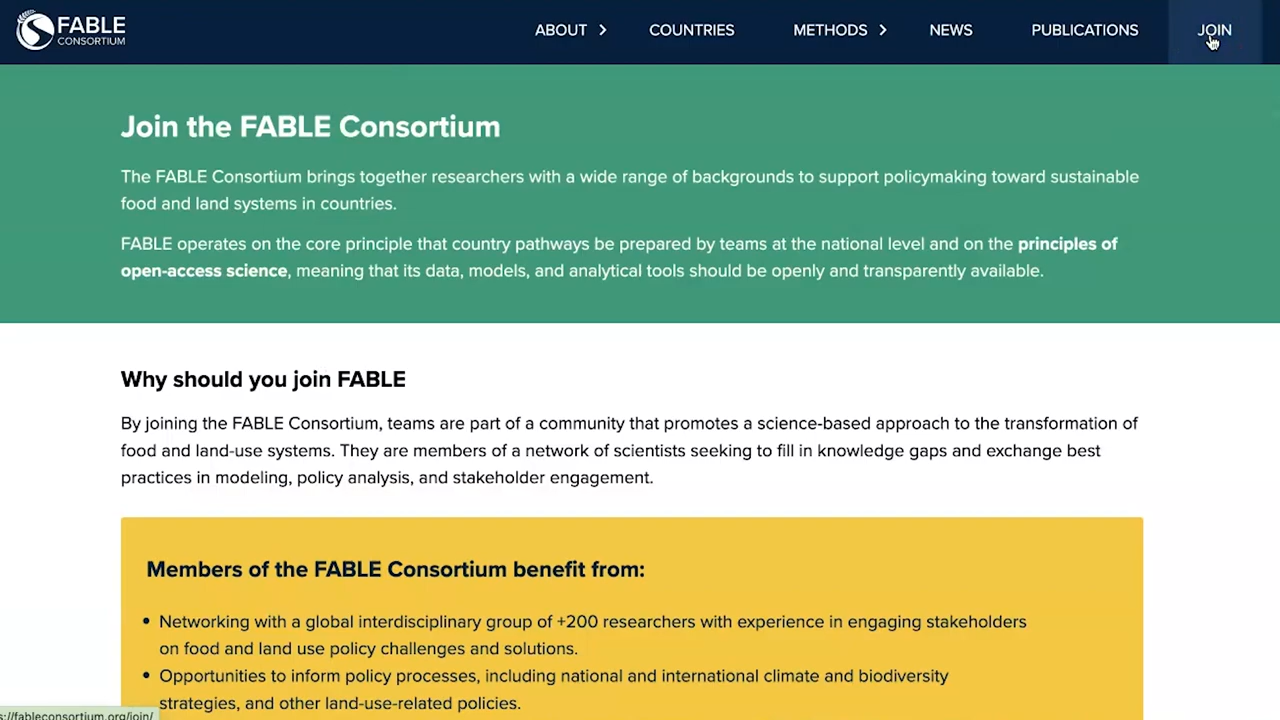 FABLE
CONSORTIUM
ABOUT
COUNTRIES
METHODS
NEWS
PUBLICATIONS
JOIN
Join the FABLE Consortium
The FABLE Consortium brings together researchers with a wide range of backgrounds to support policymaking toward sustainable
food and land systems in countries.
FABLE operates on the core principle that country pathways be prepared by teams at the national level and on the principles of
open-access science, meaning that its data, models, and analytical tools should be openly and transparently available.
Why should you join FABLE
By joining the FABLE Consortium, teams are part of a community that promotes a science-based approach to the transformation of
food and land-use systems. They are members of a network of scientists seeking to fill in knowledge gaps and exchange best
practices in modeling, policy analysis, and stakeholder engagement.
Members of the FABLE Consortium benefit from:
• Networking with a global interdisciplinary group of +200 researchers with experience in engaging stakeholders
on food and land use policy challenges and solutions.
• Opportunities to inform policy processes, including national and international climate and biodiversity
strategies, and other land-use-related policies.
s://fableconsortium.org/join/